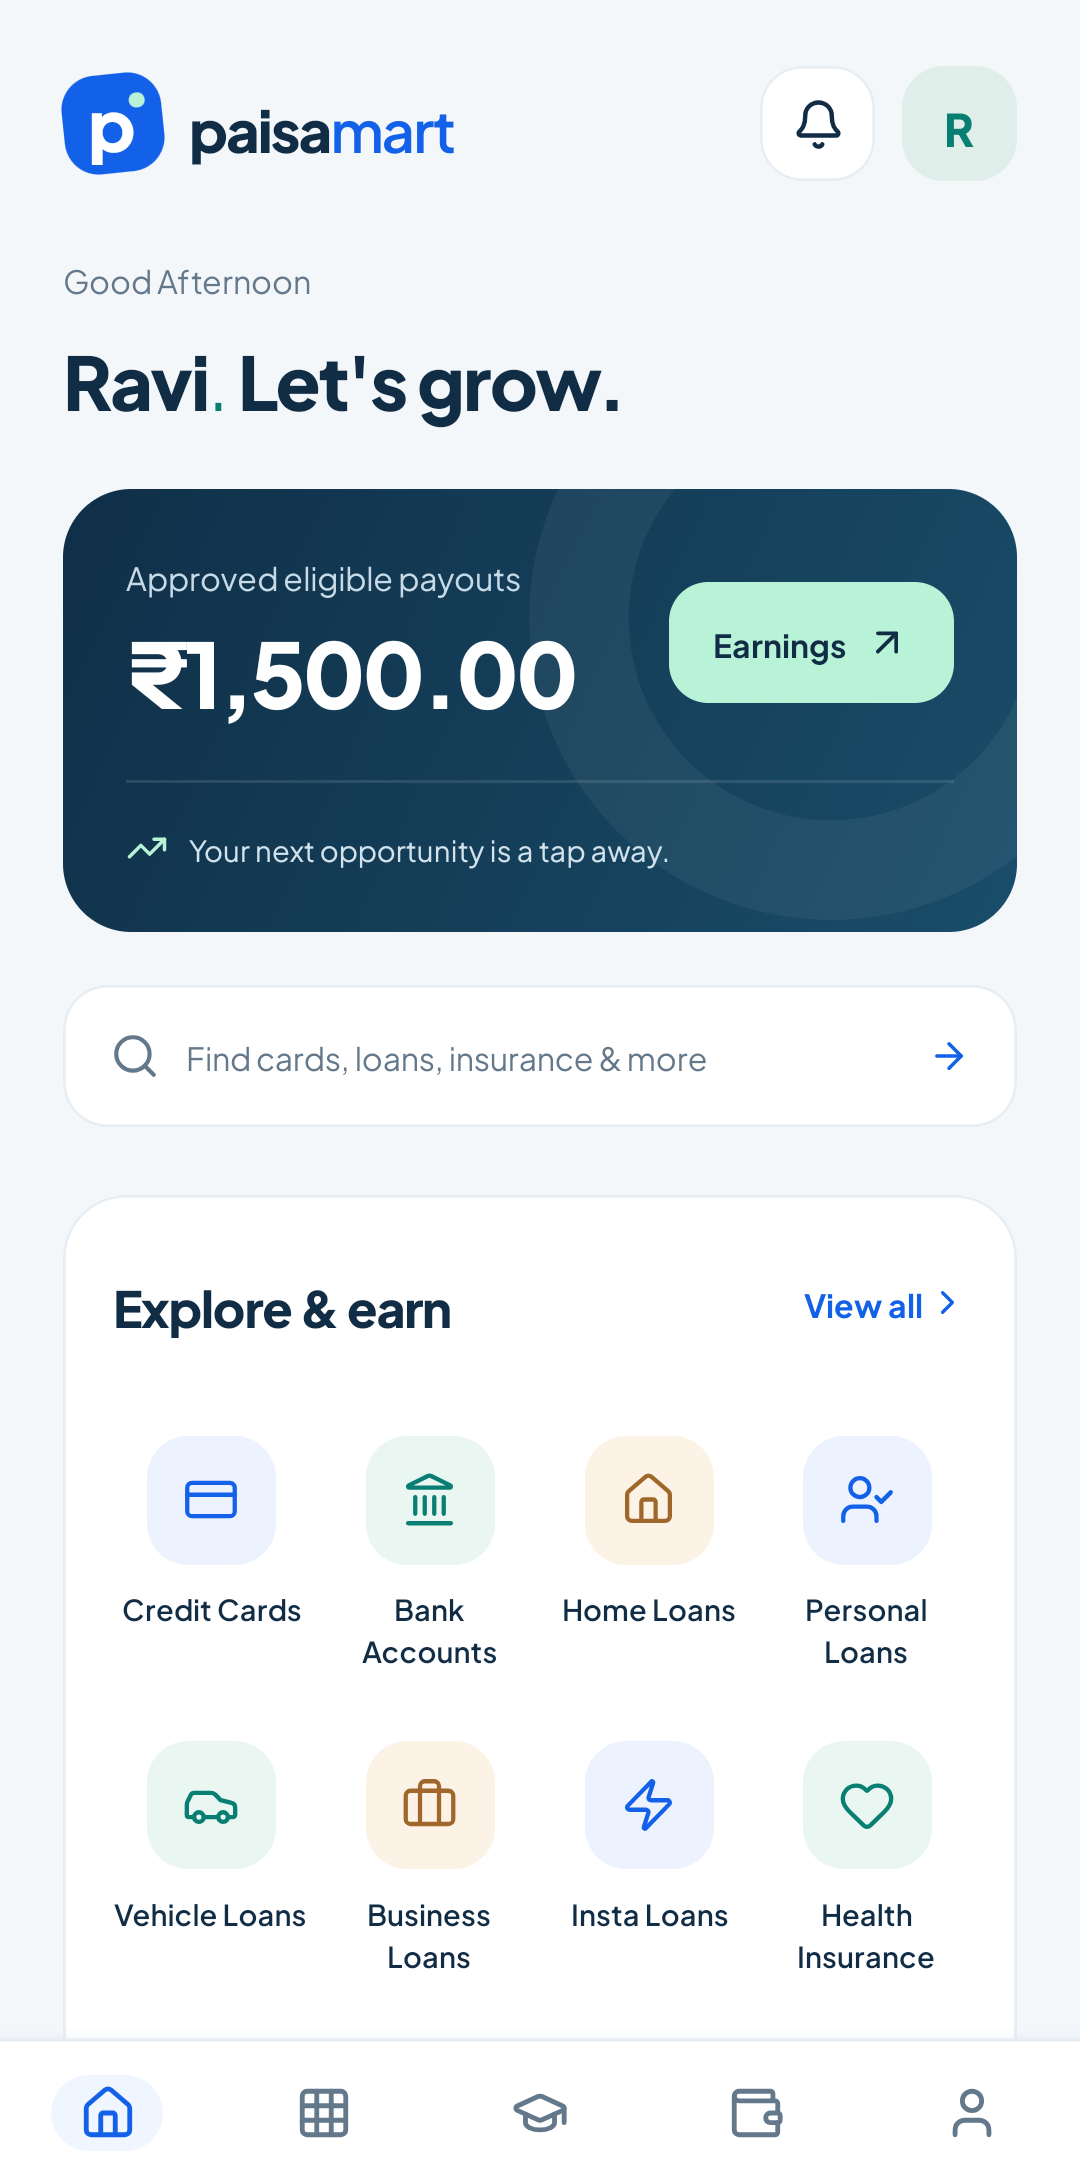 p paisamart
R
Good Afternoon
Ravi. Let's grow.
Approved eligible payouts
₹1,500.00
Earnings
Your next opportunity is a tap away.
Find cards, loans, insurance & more
Explore & earn
View all
Credit Cards
Bank Accounts
Home Loans
Personal Loans
Vehicle Loans
Business Loans
Insta Loans
Health Insurance